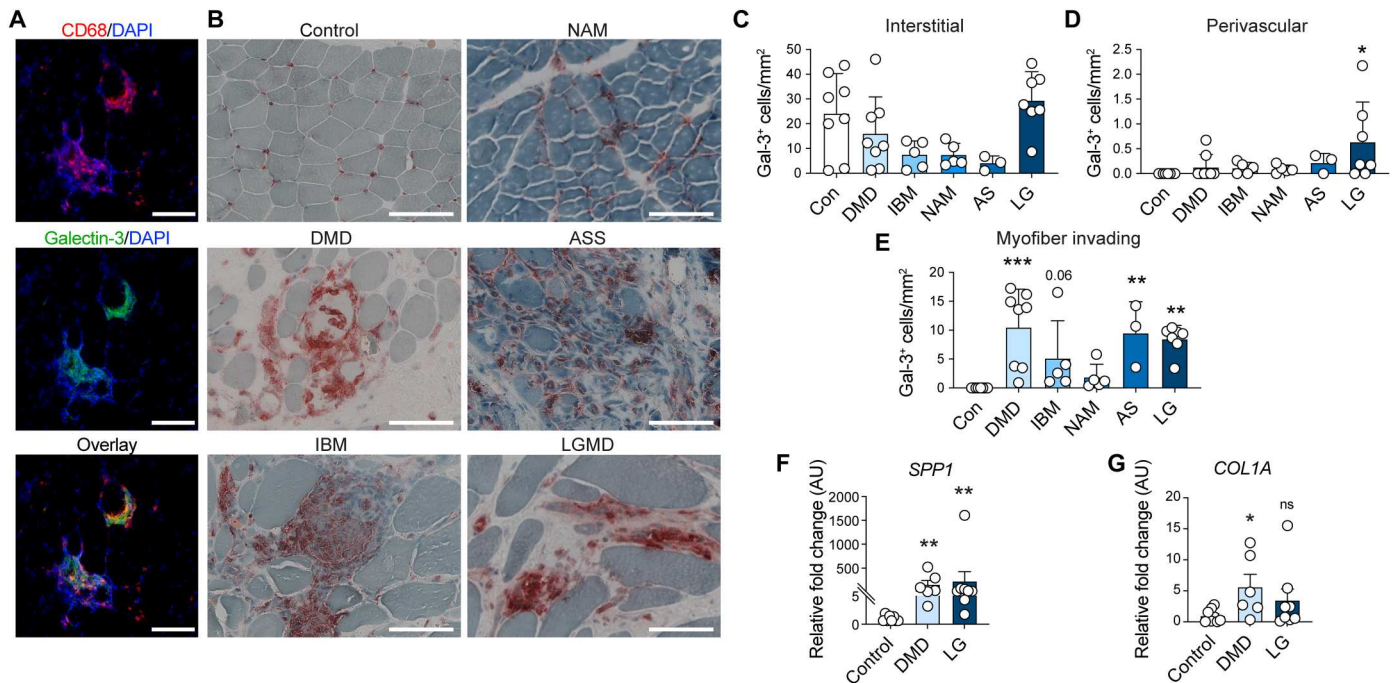 A
CD68/DAPI
Galectin-3/DAPI
Overlay
B
Control
NAM
DMD
ASS
IBM
LGMD
C
Interstitial
Gal-3⁺ cells/mm²
50
40
30
20
10
0
Con
DMD
IBM
NAM
AS
LG
D
Perivascular
Gal-3⁺ cells/mm²
2.5
2.0
1.5
1.0
0.5
0.0
*
Con
DMD
IBM
NAM
AS
LG
E
Myofiber invading
Gal-3⁺ cells/mm²
20
15
10
5
0
***
0.06
**
**
Con
DMD
IBM
NAM
AS
LG
F
SPP1
Relative fold change (AU)
2000
1500
1000
500
5
0
**
**
Control
DMD
LG
G
COL1A
Relative fold change (AU)
20
15
10
5
0
*
ns
Control
DMD
LG